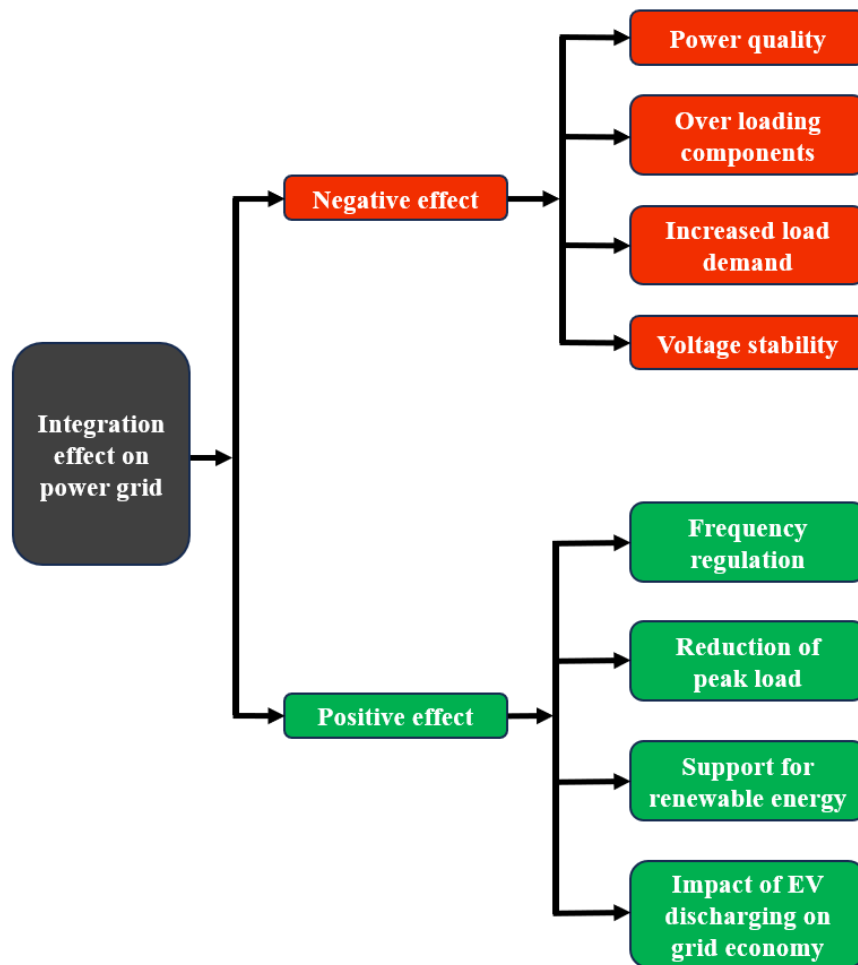 Integration
effect on
power grid
Negative effect
Power quality
Over loading
components
Increased load
demand
Voltage stability
Positive effect
Frequency
regulation
Reduction of
peak load
Support for
renewable energy
Impact of EV
discharging on
grid economy